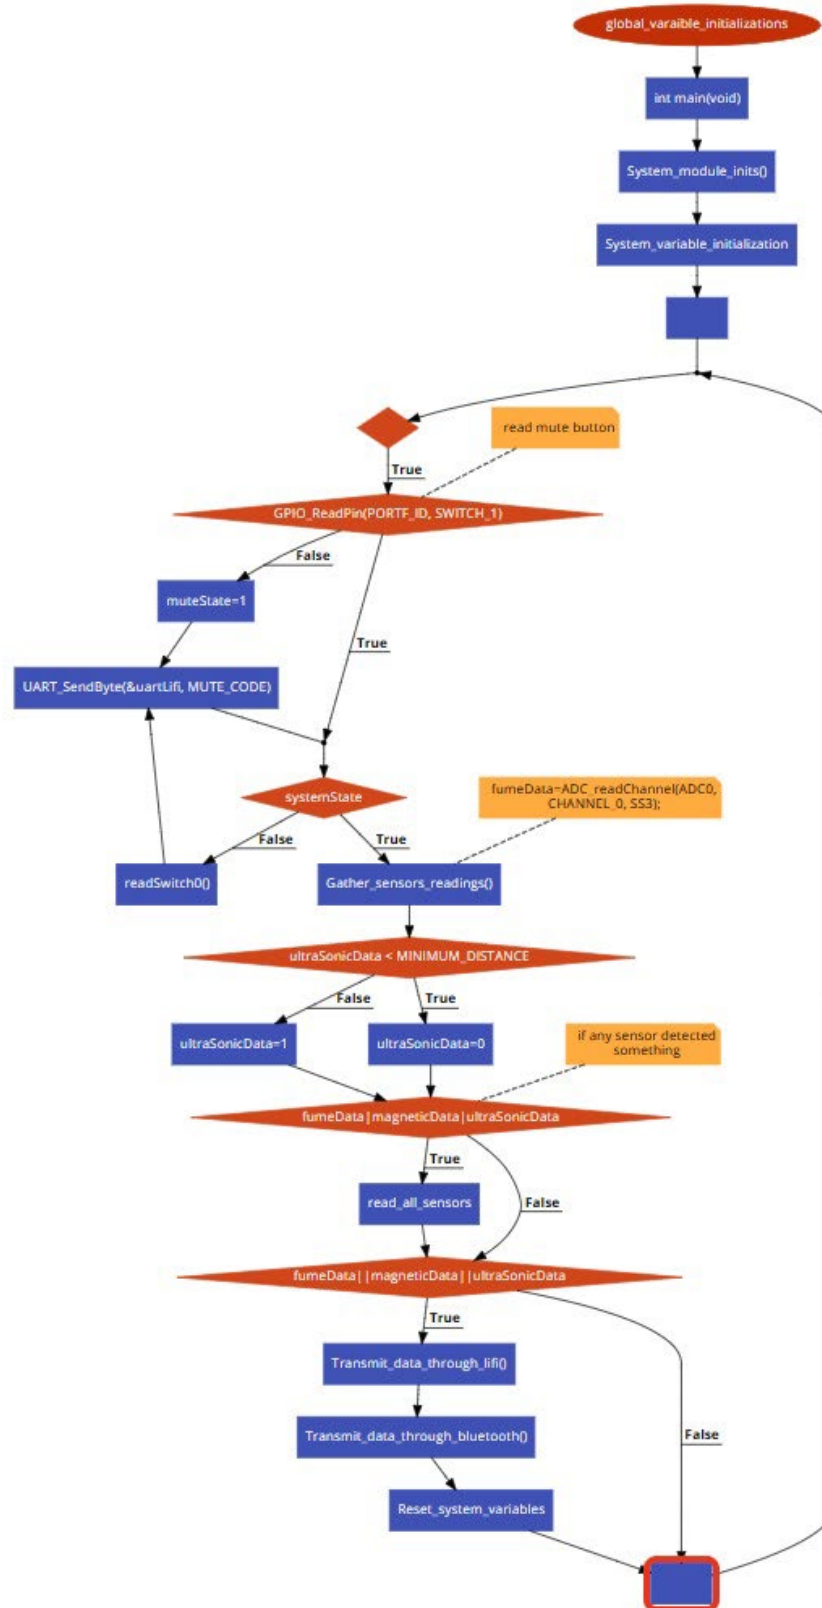 global_varaible_initializations
int main(void)
System_module_inits()
System_variable_initialization
read mute button
True
GPIO_ReadPin(PORTF_ID, SWITCH_1)
False
muteState=1
True
UART_SendByte(&uartLifi, MUTE_CODE)
systemState
fumeData=ADC_readChannel(ADC0,
CHANNEL_0, SS3);
False
True
readSwitch0()
Gather_sensors_readings()
ultraSonicData < MINIMUM_DISTANCE
False
True
ultraSonicData=1
ultraSonicData=0
if any sensor detected
something
fumeData|magneticData|ultraSonicData
True
read_all_sensors
False
fumeData||magneticData||ultraSonicData
True
Transmit_data_through_lifi()
Transmit_data_through_bluetooth()
False
Reset_system_variables